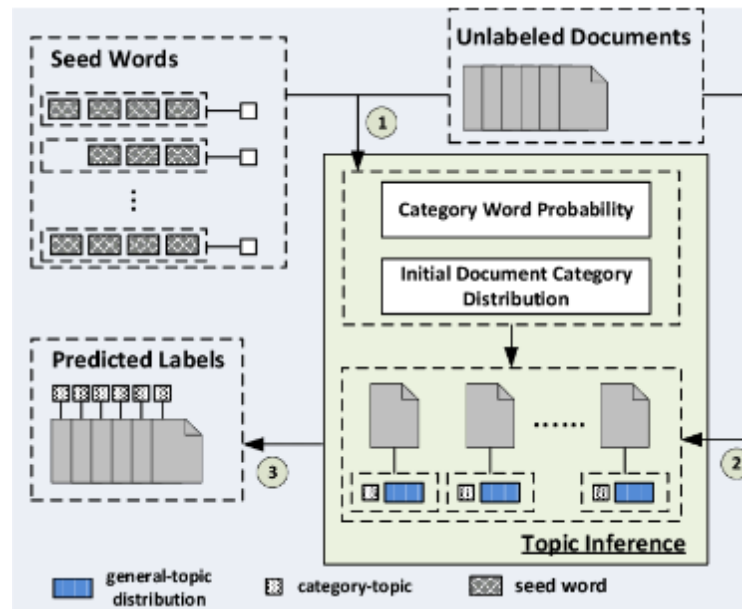 Seed Words
Unlabeled Documents
1
Category Word Probability
Initial Document Category
Distribution
Predicted Labels
......
2
3
Topic Inference
general-topic
distribution
category-topic
seed word